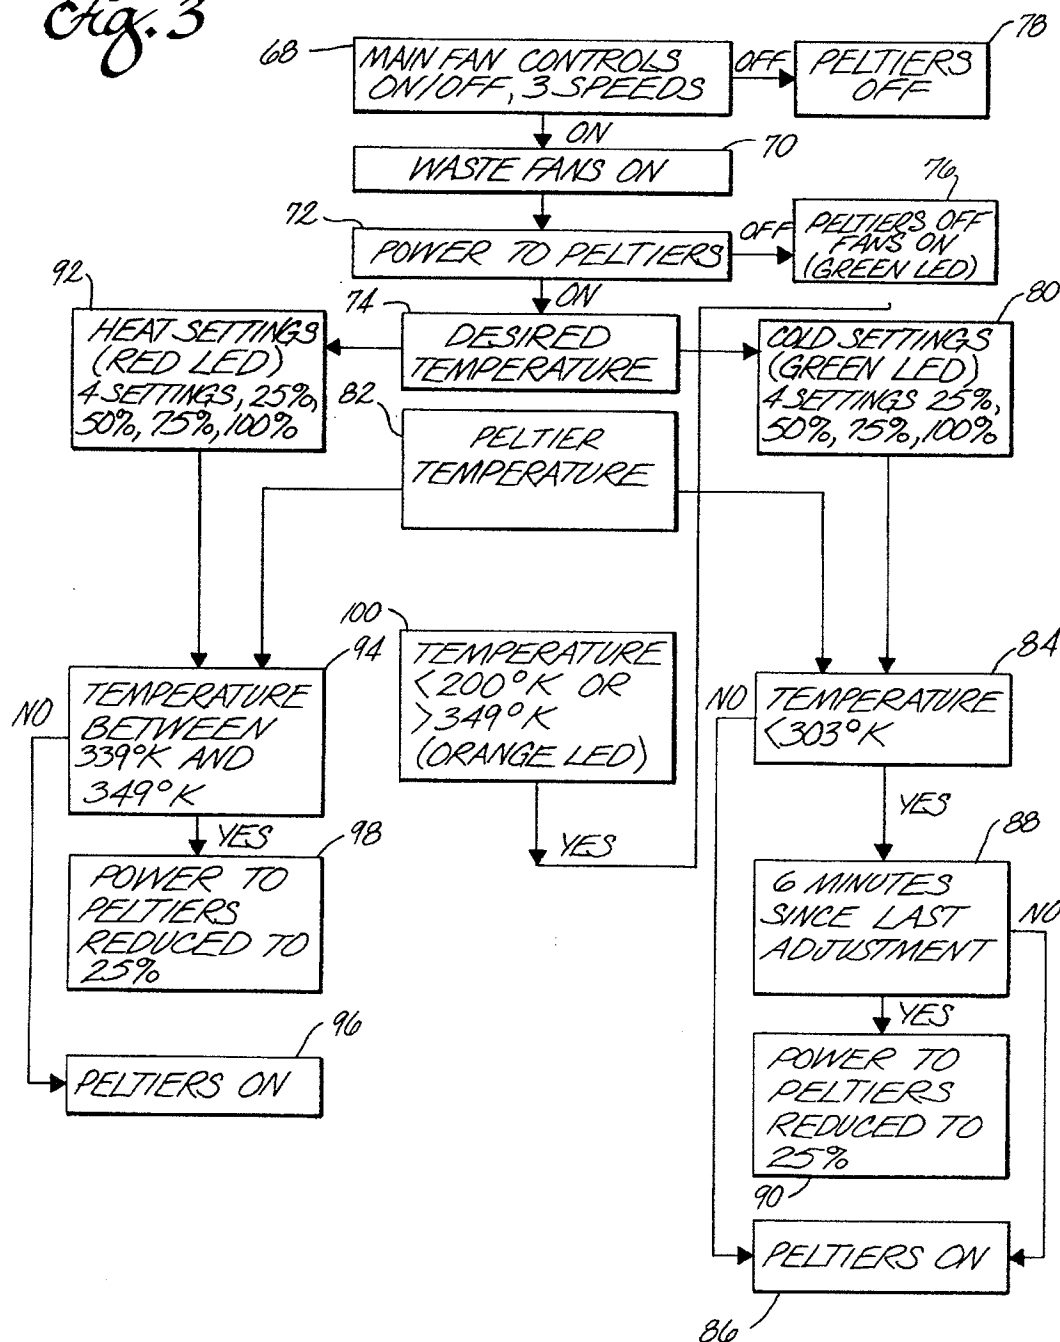 Fig. 3
68
MAIN FAN CONTROLS
ON/OFF, 3 SPEEDS
OFF
78
PELTIERS
OFF
ON
70
WASTE FANS ON
72
POWER TO PELTIERS
OFF
76
PELTIERS OFF
FANS ON
(GREEN LED)
ON
92
HEAT SETTINGS
(RED LED)
4 SETTINGS, 25%,
50%, 75%, 100%
74
DESIRED
TEMPERATURE
80
COLD SETTINGS
(GREEN LED)
4 SETTINGS 25%,
50%, 75%, 100%
82
PELTIER
TEMPERATURE
94
TEMPERATURE
BETWEEN
339°K AND
349°K
NO
YES
98
POWER TO
PELTIERS
REDUCED TO
25%
96
PELTIERS ON
100
TEMPERATURE
<200°K OR
>349°K
(ORANGE LED)
YES
84
TEMPERATURE
<303°K
NO
YES
88
6 MINUTES
SINCE LAST
ADJUSTMENT
NO
YES
POWER TO
PELTIERS
REDUCED TO
25%
90
PELTIERS ON
86